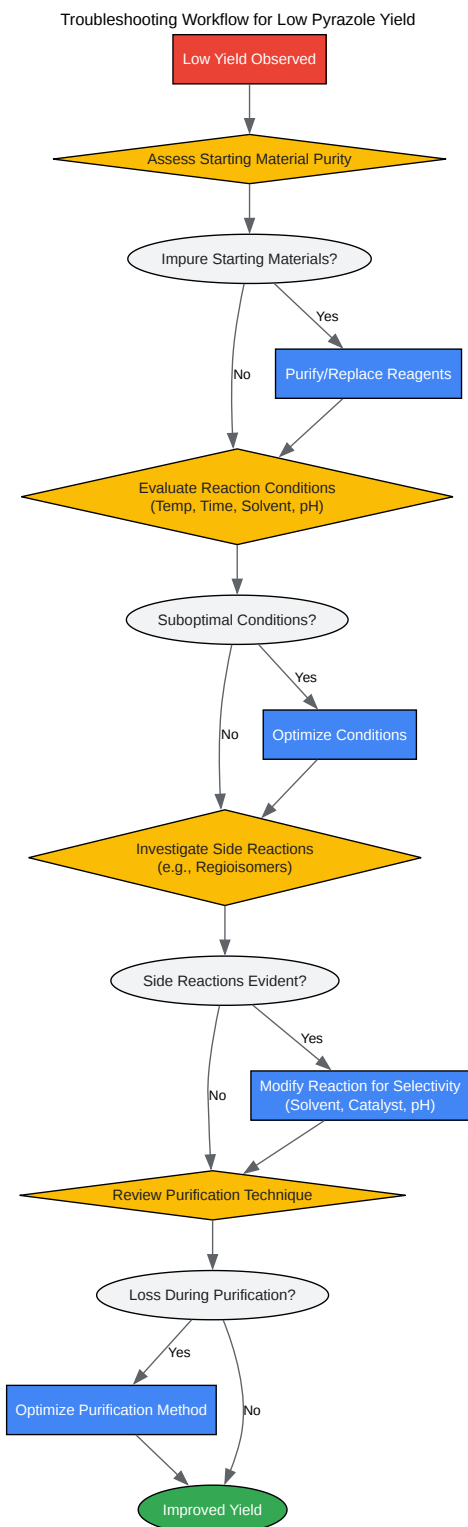 Troubleshooting Workflow for Low Pyrazole Yield
Low Yield Observed
Assess Starting Material Purity
Impure Starting Materials?
Yes
No
Purify/Replace Reagents
Evaluate Reaction Conditions
(Temp, Time, Solvent, pH)
Suboptimal Conditions?
Yes
No
Optimize Conditions
Investigate Side Reactions
(e.g., Regioisomers)
Side Reactions Evident?
Yes
No
Modify Reaction for Selectivity
(Solvent, Catalyst, pH)
Review Purification Technique
Loss During Purification?
Yes
Optimize Purification Method
No
Improved Yield